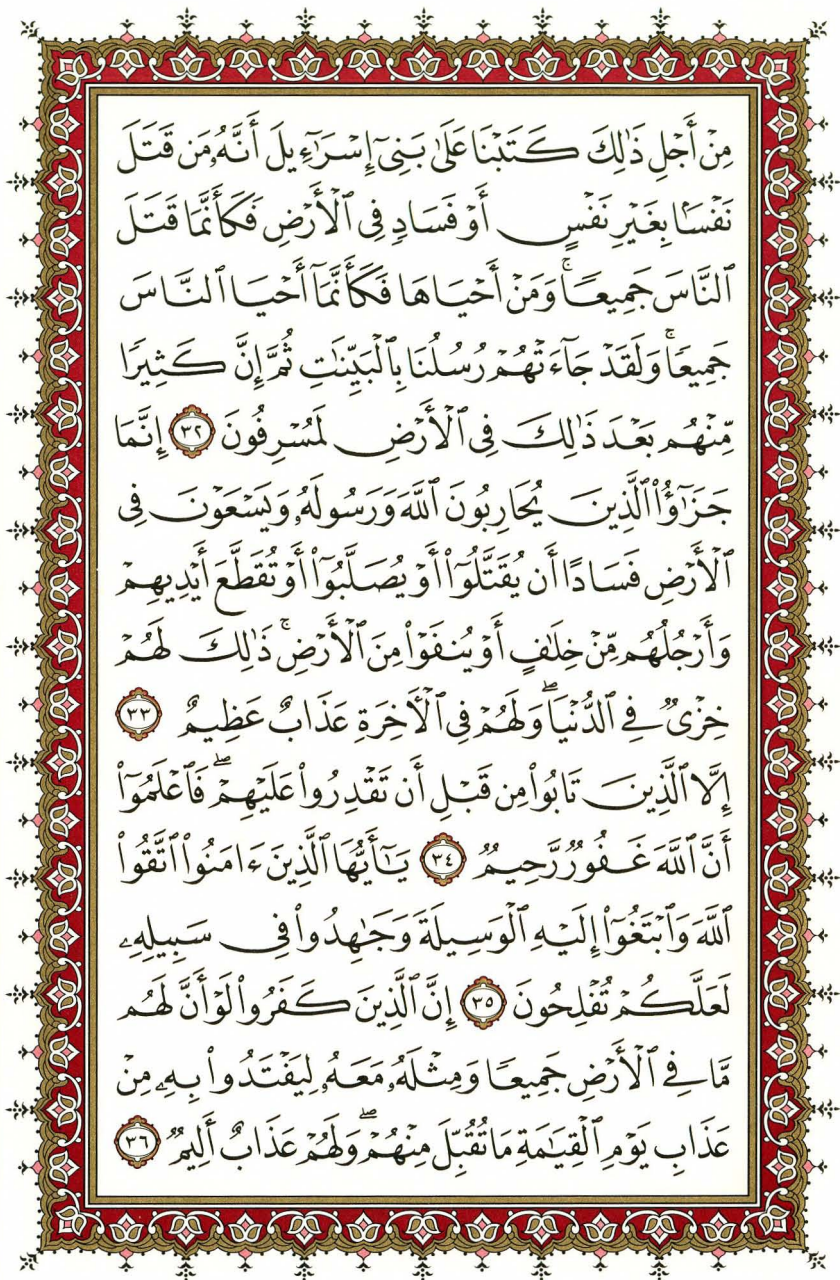 مِنْ أَجْلِ ذَٰلِكَ كَتَبْنَا عَلَىٰ بَنِىٓ إِسْرَٰٓءِيلَ أَنَّهُۥ مَن قَتَلَ
نَفْسَۢا بِغَيْرِ نَفْسٍ أَوْ فَسَادٍ فِى ٱلْأَرْضِ فَكَأَنَّمَا قَتَلَ
ٱلنَّاسَ جَمِيعًا ۚ وَمَنْ أَحْيَاهَا فَكَأَنَّمَآ أَحْيَا ٱلنَّاسَ
جَمِيعًا ۚ وَلَقَدْ جَآءَتْهُمْ رُسُلُنَا بِٱلْبَيِّنَٰتِ ثُمَّ إِنَّ كَثِيرًا
مِّنْهُم بَعْدَ ذَٰلِكَ فِى ٱلْأَرْضِ لَمُسْرِفُونَ ٣٢ إِنَّمَا
جَزَٰٓؤُا۟ ٱلَّذِينَ يُحَارِبُونَ ٱللَّهَ وَرَسُولَهُۥ وَيَسْعَوْنَ فِى
ٱلْأَرْضِ فَسَادًا أَن يُقَتَّلُوٓا۟ أَوْ يُصَلَّبُوٓا۟ أَوْ تُقَطَّعَ أَيْدِيهِمْ
وَأَرْجُلُهُم مِّنْ خِلَٰفٍ أَوْ يُنفَوْا۟ مِنَ ٱلْأَرْضِ ۚ ذَٰلِكَ لَهُمْ
خِزْىٌ فِى ٱلدُّنْيَا ۖ وَلَهُمْ فِى ٱلْءَاخِرَةِ عَذَابٌ عَظِيمٌ ٣٣
إِلَّا ٱلَّذِينَ تَابُوا۟ مِن قَبْلِ أَن تَقْدِرُوا۟ عَلَيْهِمْ ۖ فَٱعْلَمُوٓا۟
أَنَّ ٱللَّهَ غَفُورٌ رَّحِيمٌ ٣٤ يَٰٓأَيُّهَا ٱلَّذِينَ ءَامَنُوا۟ ٱتَّقُوا۟
ٱللَّهَ وَٱبْتَغُوٓا۟ إِلَيْهِ ٱلْوَسِيلَةَ وَجَٰهِدُوا۟ فِى سَبِيلِهِۦ
لَعَلَّكُمْ تُفْلِحُونَ ٣٥ إِنَّ ٱلَّذِينَ كَفَرُوا۟ لَوْ أَنَّ لَهُم
مَّا فِى ٱلْأَرْضِ جَمِيعًا وَمِثْلَهُۥ مَعَهُۥ لِيَفْتَدُوا۟ بِهِۦ مِنْ
عَذَابِ يَوْمِ ٱلْقِيَٰمَةِ مَا تُقُبِّلَ مِنْهُمْ ۖ وَلَهُمْ عَذَابٌ أَلِيمٌ ٣٦